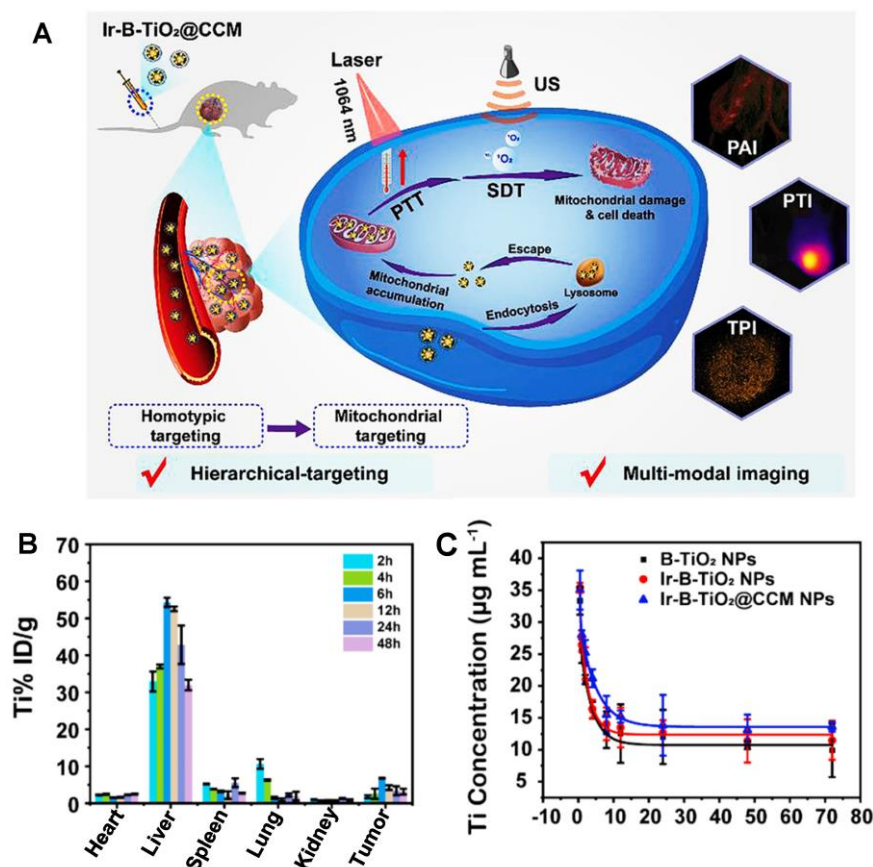 A
Ir-B-TiO₂@CCM
Laser
1064 nm
US
¹O₂
PTT
SDT
Mitochondrial damage
& cell death
Escape
Mitochondrial
accumulation
Lysosome
Endocytosis
PAI
PTI
TPI
Homotypic
targeting
Mitochondrial
targeting
Hierarchical-targeting
Multi-modal imaging
B
Ti% ID/g
70
60
50
40
30
20
10
0
2h
4h
6h
12h
24h
48h
Heart
Liver
Spleen
Lung
Kidney
Tumor
C
Ti Concentration (µg mL⁻¹)
40
35
30
25
20
15
10
5
0
B-TiO₂ NPs
Ir-B-TiO₂ NPs
Ir-B-TiO₂@CCM NPs
-10 0 10 20 30 40 50 60 70 80